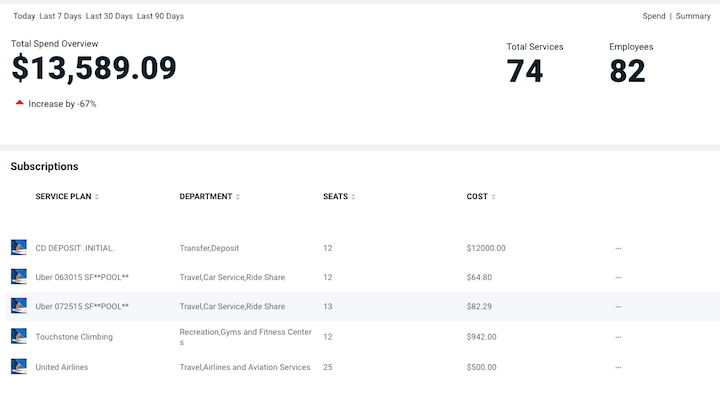 Today Last 7 Days Last 30 Days Last 90 Days Spend | Summary
Total Spend Overview
$13,589.09
Increase by -67%
Total Services
74
Employees
82
Subscriptions
SERVICE PLAN DEPARTMENT SEATS COST
CD DEPOSIT .INITIAL. Transfer,Deposit 12 $12000.00 ...
Uber 063015 SF**POOL** Travel,Car Service,Ride Share 12 $64.80 ...
Uber 072515 SF**POOL** Travel,Car Service,Ride Share 13 $82.29 ...
Touchstone Climbing Recreation,Gyms and Fitness Center 12 $942.00 ...
s
United Airlines Travel,Airlines and Aviation Services 25 $500.00 ...